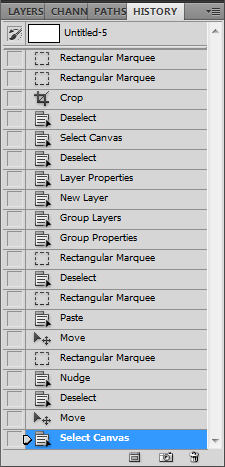 LAYERS CHANN PATHS HISTORY
Untitled-5
Rectangular Marquee
Rectangular Marquee
Crop
Deselect
Select Canvas
Deselect
Layer Properties
New Layer
Group Layers
Group Properties
Rectangular Marquee
Deselect
Rectangular Marquee
Paste
Move
Rectangular Marquee
Nudge
Deselect
Move
Select Canvas